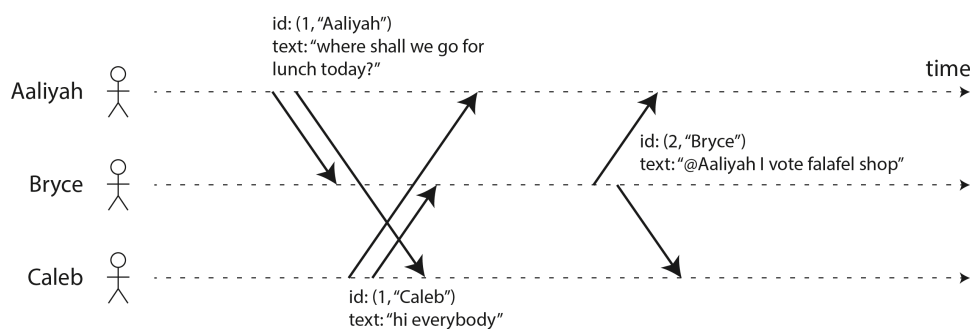 id: (1, “Aaliyah”)
text: “where shall we go for
lunch today?”
time
Aaliyah
id: (2, “Bryce”)
text: “@Aaliyah I vote falafel shop”
Bryce
Caleb
id: (1, “Caleb”)
text: “hi everybody”